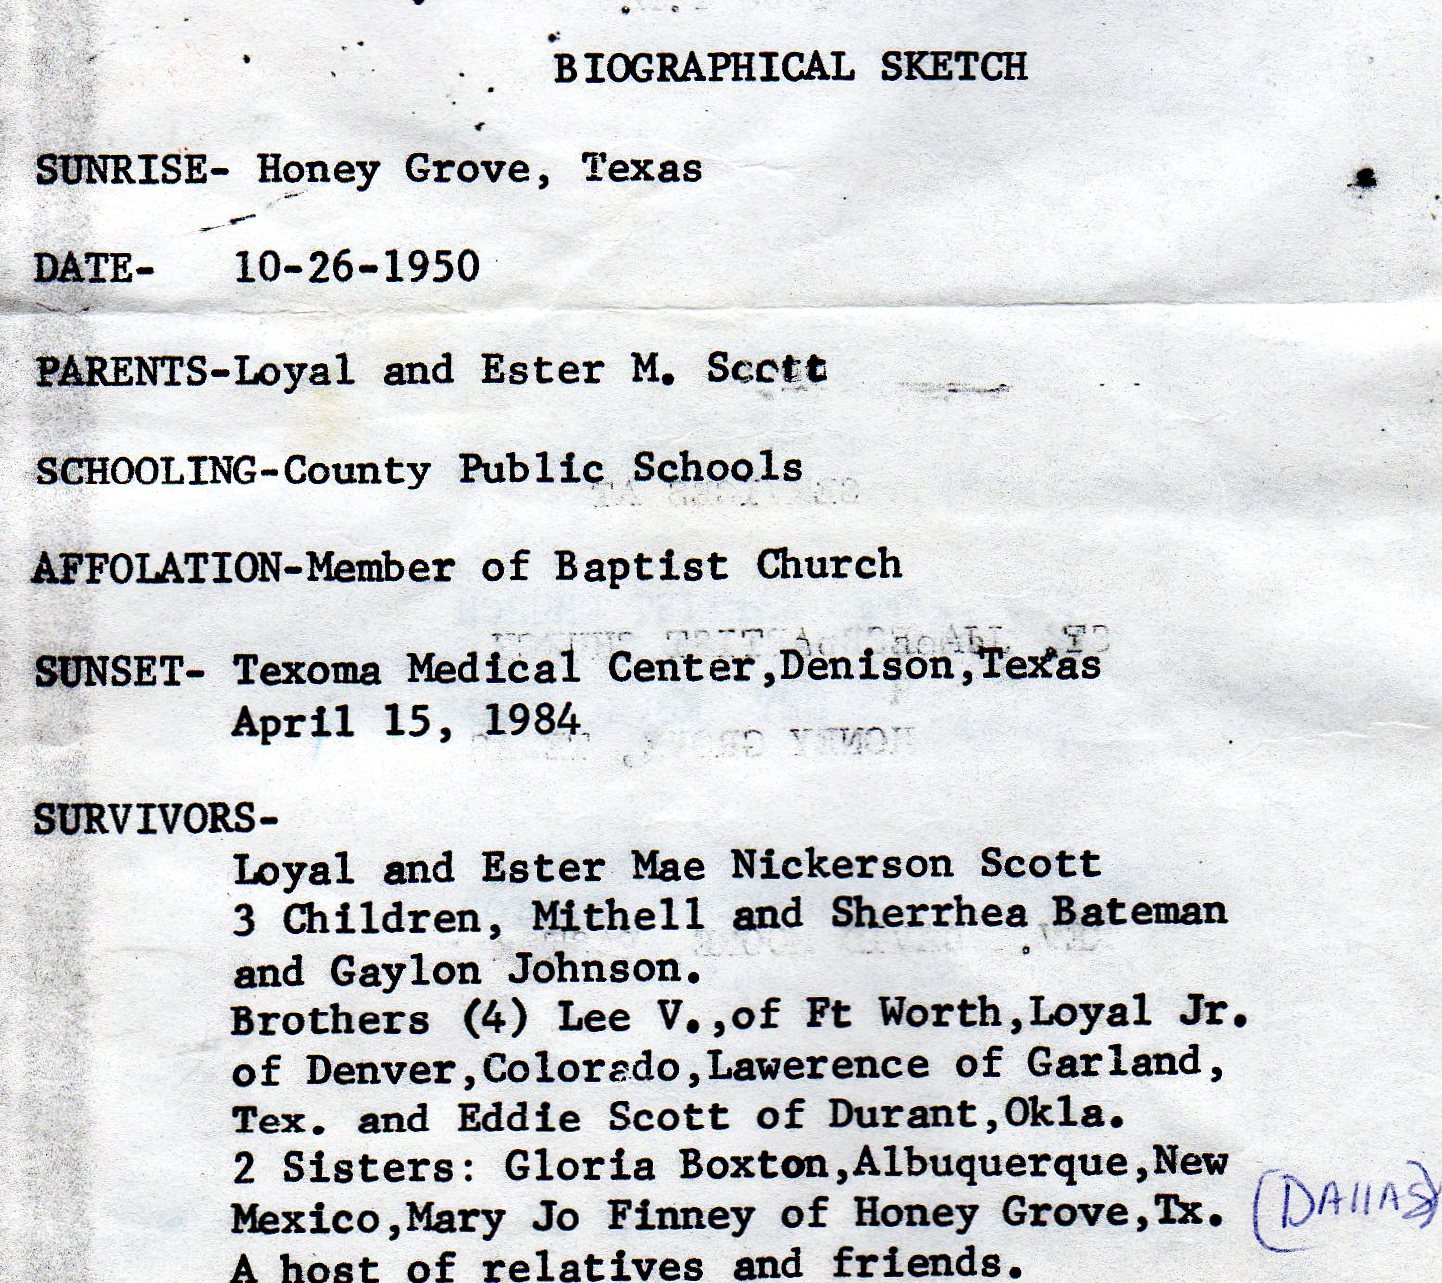 BIOGRAPHICAL SKETCH
SUNRISE- Honey Grove, Texas
DATE- 10-26-1950
PARENTS-Loyal and Ester M. Scott
SCHOOLING-County Public Schools
AFFOLATION-Member of Baptist Church
SUNSET- Texoma Medical Center,Denison,Texas
April 15, 1984
SURVIVORS-
Loyal and Ester Mae Nickerson Scott
3 Children, Mithell and Sherrhea Bateman
and Gaylon Johnson.
Brothers (4) Lee V.,of Ft Worth,Loyal Jr.
of Denver,Colorado,Lawerence of Garland,
Tex. and Eddie Scott of Durant,Okla.
2 Sisters: Gloria Boxton,Albuquerque,New
Mexico,Mary Jo Finney of Honey Grove,Tx. (DAllAS)
A host of relatives and friends.